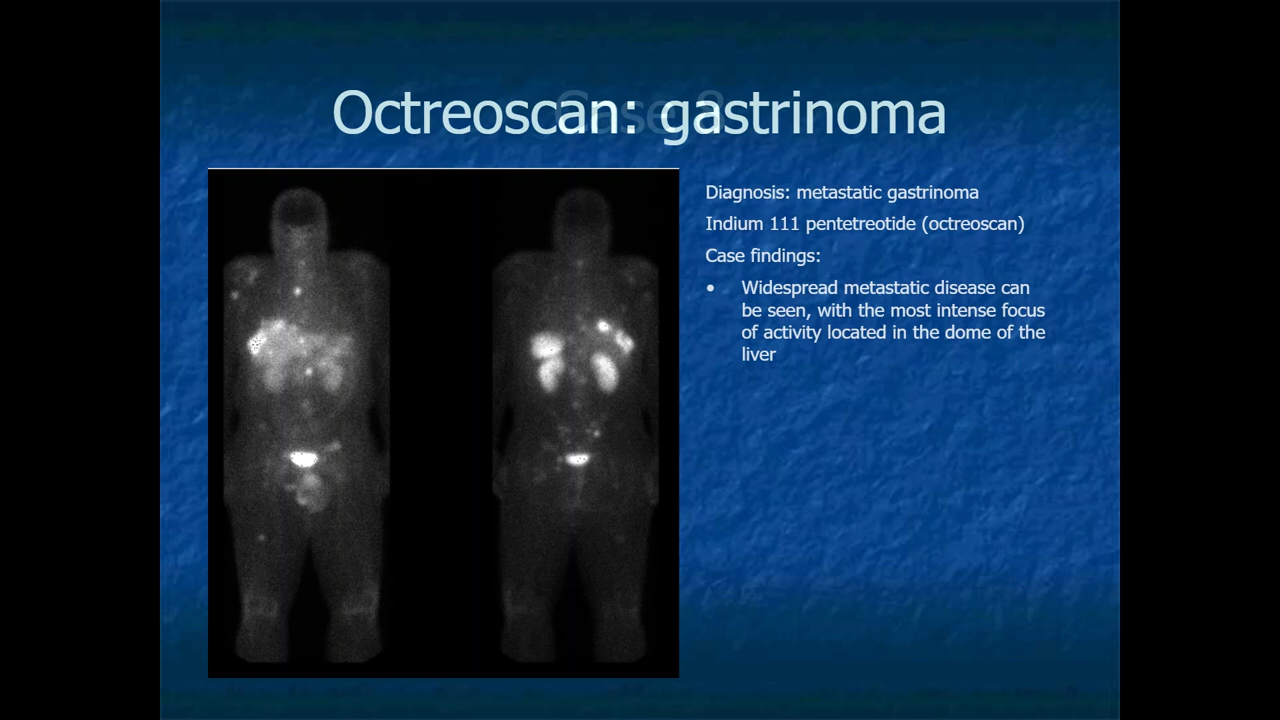 Octreoscan: gastrinoma
Case
Diagnosis: metastatic gastrinoma
Indium 111 pentetreotide (octreoscan)
Case findings:
• Widespread metastatic disease can
be seen, with the most intense focus
of activity located in the dome of the
liver